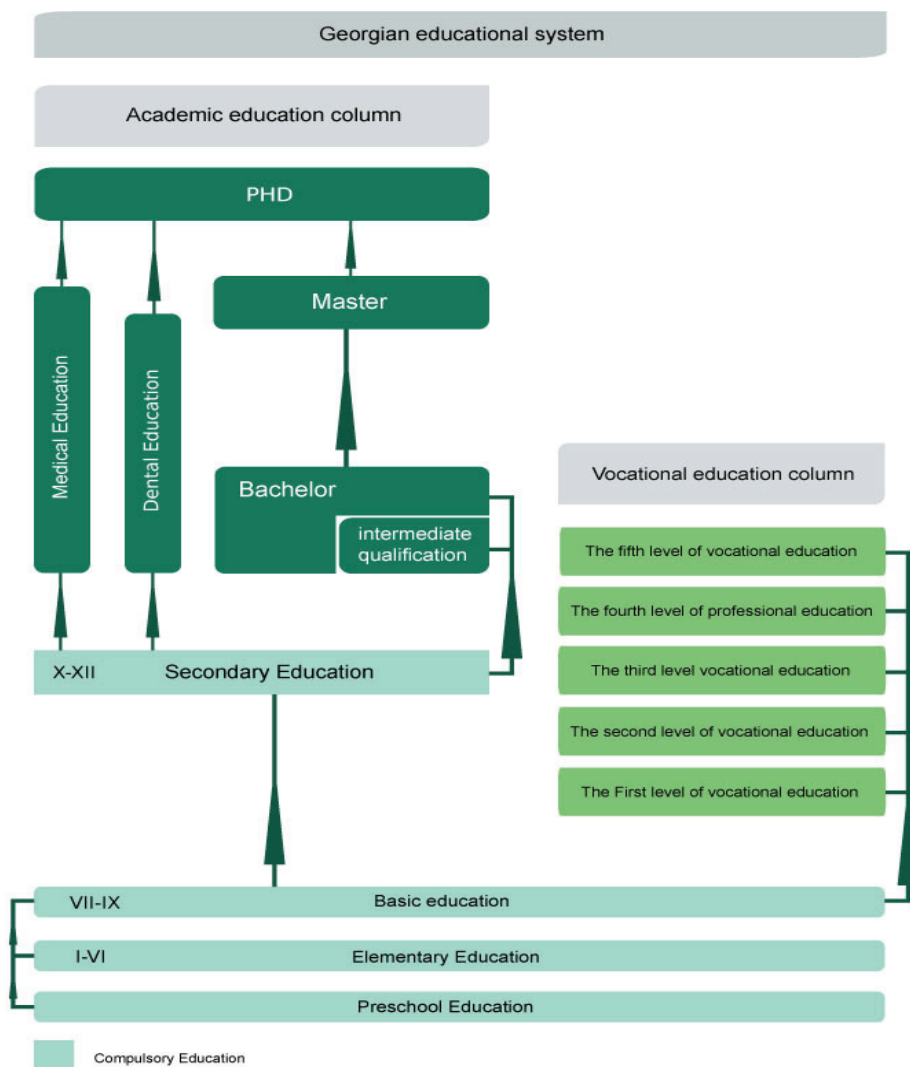 Georgian educational system
Academic education column
PHD
Master
Medical Education
Dental Education
Bachelor
intermediate
qualification
Vocational education column
The fifth level of vocational education
The fourth level of professional education
The third level vocational education
The second level of vocational education
The First level of vocational education
X-XII Secondary Education
VII-IX Basic education
I-VI Elementary Education
Preschool Education
Compulsory Education